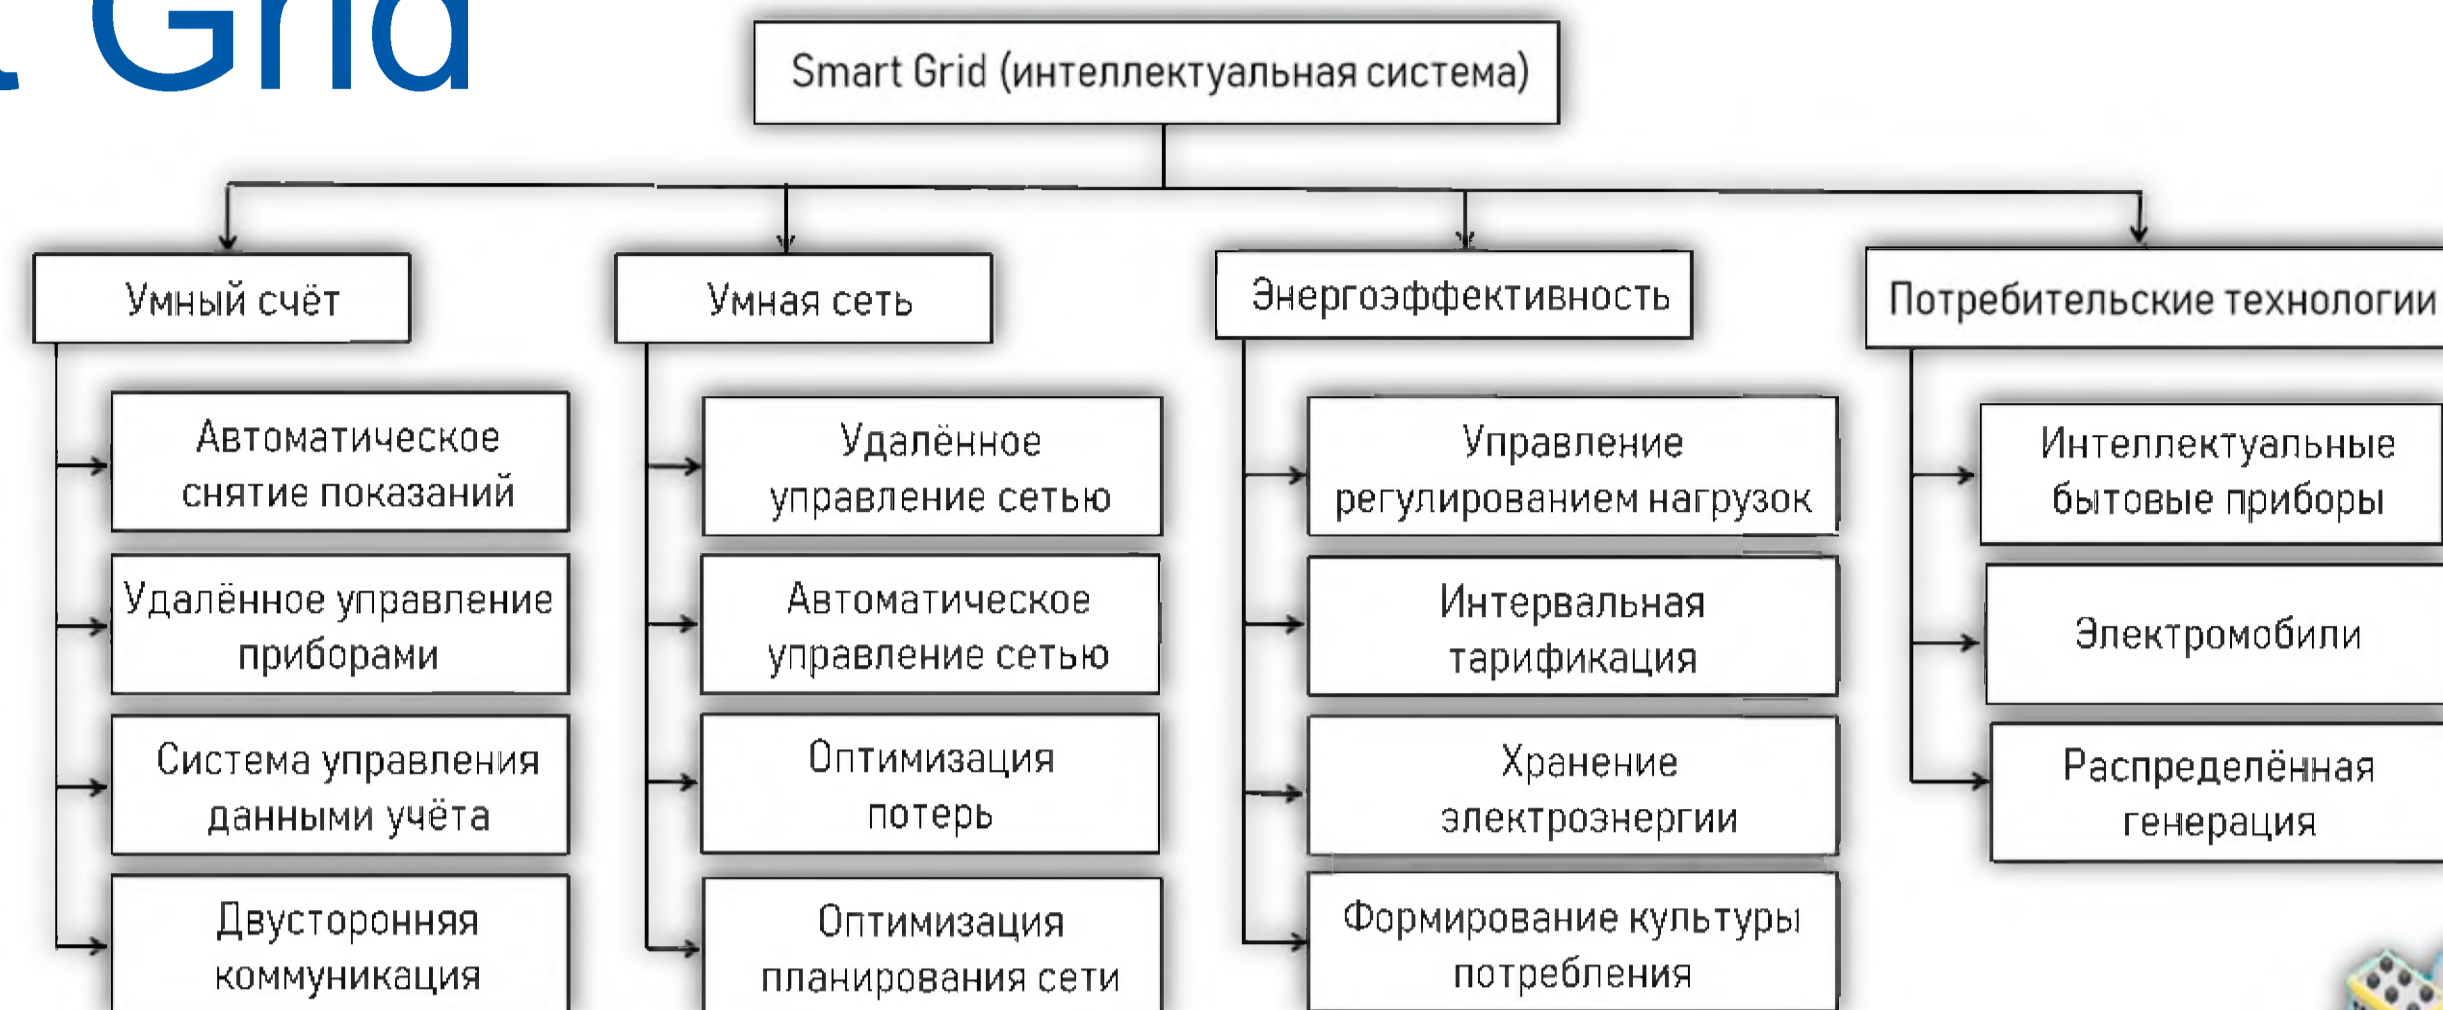 Grid
Smart Grid (интеллектуальная система)
Умный счёт
Умная сеть
Энергоэффективность
Потребительские технологии
Автоматическое
снятие показаний
Удалённое управление
приборами
Система управления
данными учёта
Двусторонняя
коммуникация
Удалённое
управление сетью
Автоматическое
управление сетью
Оптимизация
потерь
Оптимизация
планирования сети
Управление
регулированием нагрузок
Интервальная
тарификация
Хранение
электроэнергии
Формирование культуры
потребления
Интеллектуальные
бытовые приборы
Электромобили
Распределённая
генерация